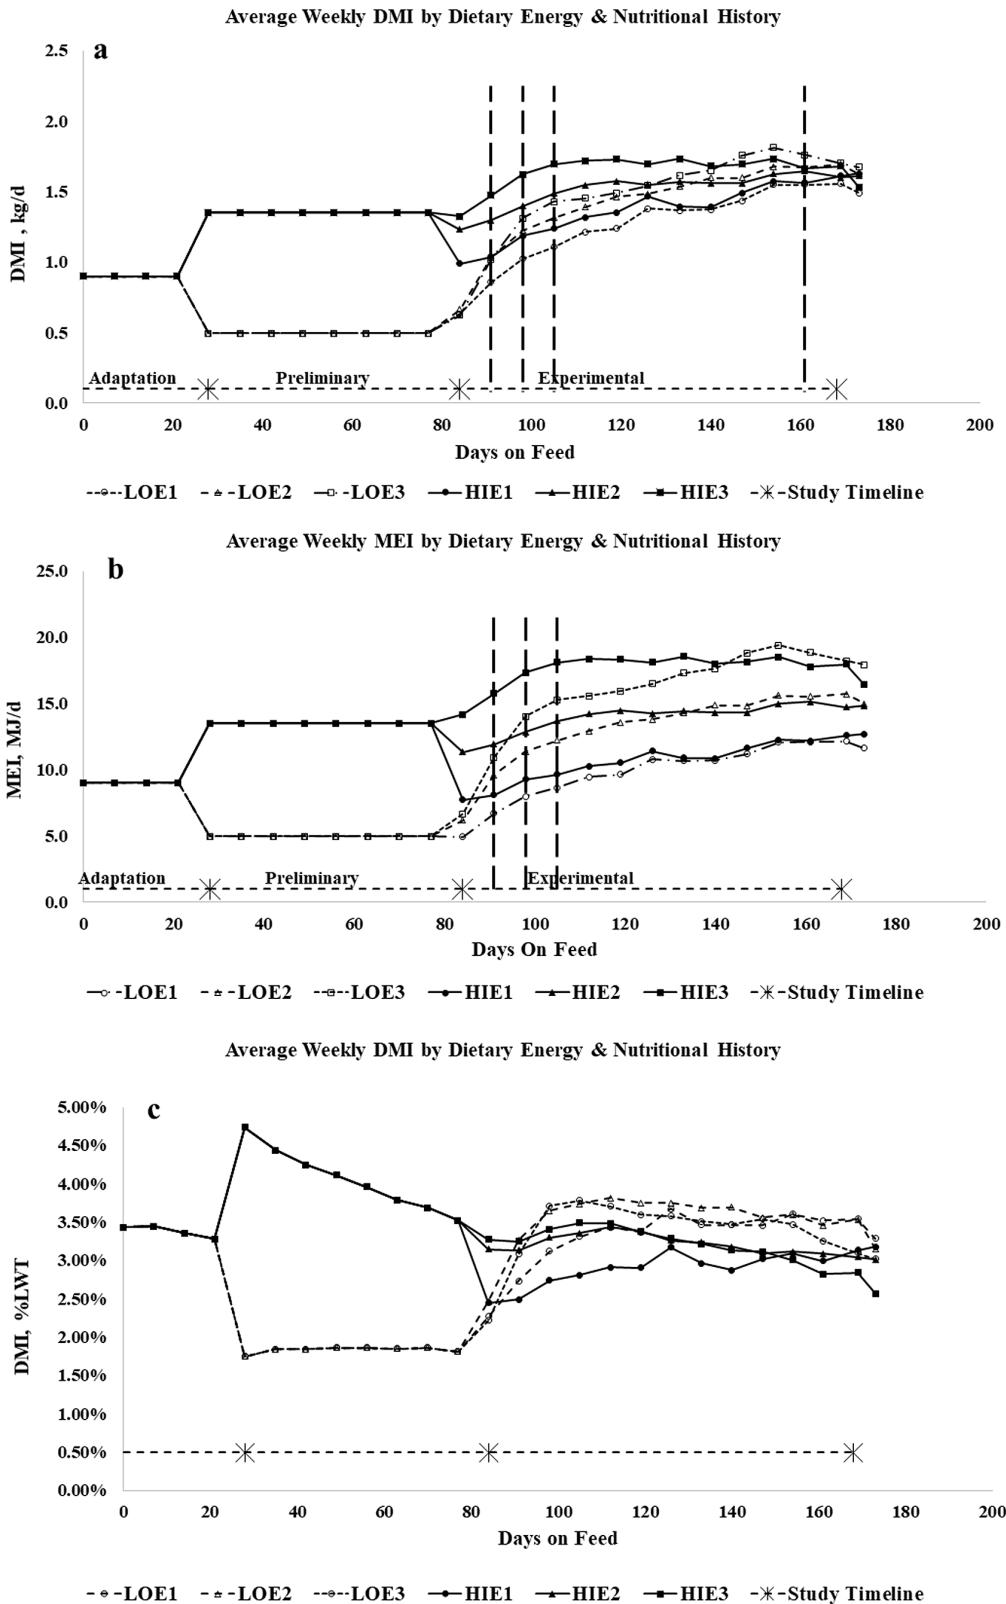 Average Weekly DMI by Dietary Energy & Nutritional History
a
2.5
2.0
1.5
1.0
0.5
0.0
DMI , kg/d
Adaptation Preliminary Experimental
0 20 40 60 80 100 120 140 160 180 200
Days on Feed
LOE1 LOE2 LOE3 HIE1 HIE2 HIE3 Study Timeline
Average Weekly MEI by Dietary Energy & Nutritional History
b
25.0
20.0
15.0
10.0
5.0
0.0
MEI, MJ/d
Adaptation Preliminary Experimental
0 20 40 60 80 100 120 140 160 180 200
Days On Feed
LOE1 LOE2 LOE3 HIE1 HIE2 HIE3 Study Timeline
Average Weekly DMI by Dietary Energy & Nutritional History
c
5.00%
4.50%
4.00%
3.50%
3.00%
2.50%
2.00%
1.50%
1.00%
0.50%
0.00%
DMI, %LWT
0 20 40 60 80 100 120 140 160 180 200
Days on Feed
LOE1 LOE2 LOE3 HIE1 HIE2 HIE3 Study Timeline